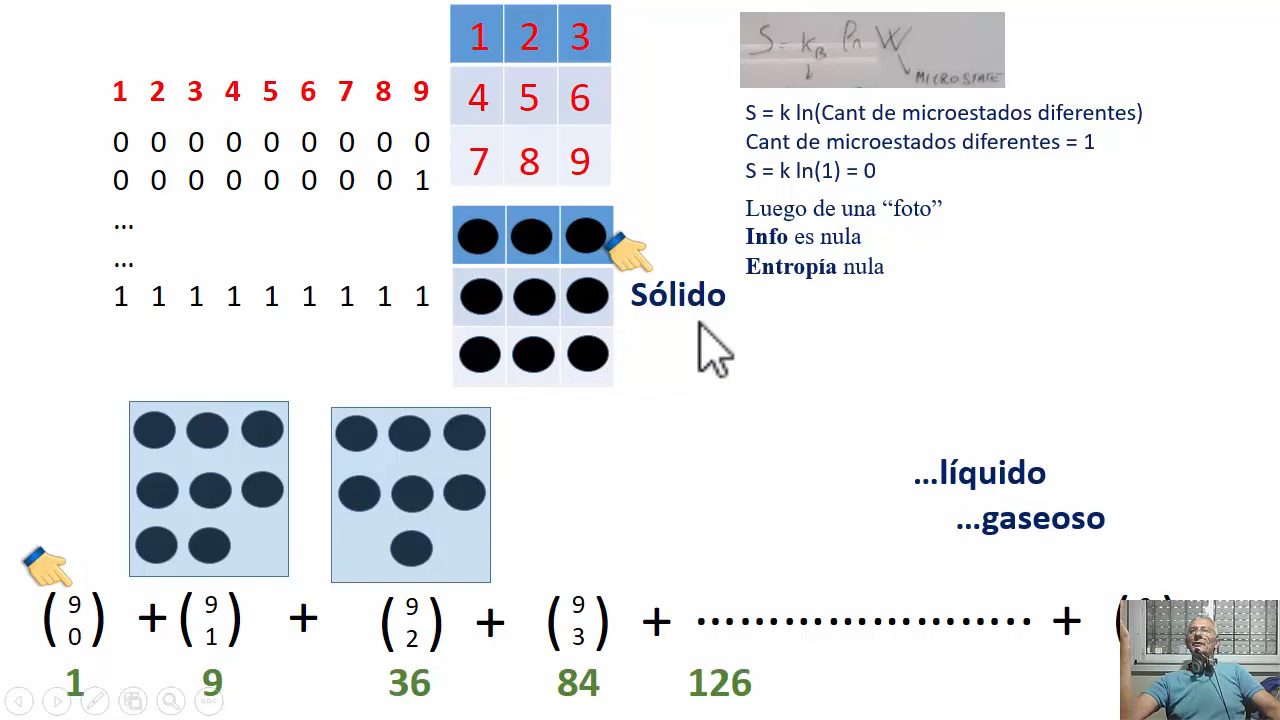 1 2 3
4 5 6
7 8 9
1 2 3 4 5 6 7 8 9
0 0 0 0 0 0 0 0 0
0 0 0 0 0 0 0 0 1
...
...
1 1 1 1 1 1 1 1 1
S = k_B ln W
MICROSTATE
S = k ln(Cant de microestados diferentes)
Cant de microestados diferentes = 1
S = k ln(1) = 0
Luego de una “foto”
Info es nula
Entropía nula
Sólido
...líquido
...gaseoso
(9 0) + (9 1) + (9 2) + (9 3) + ........................ + (
1 9 36 84 126